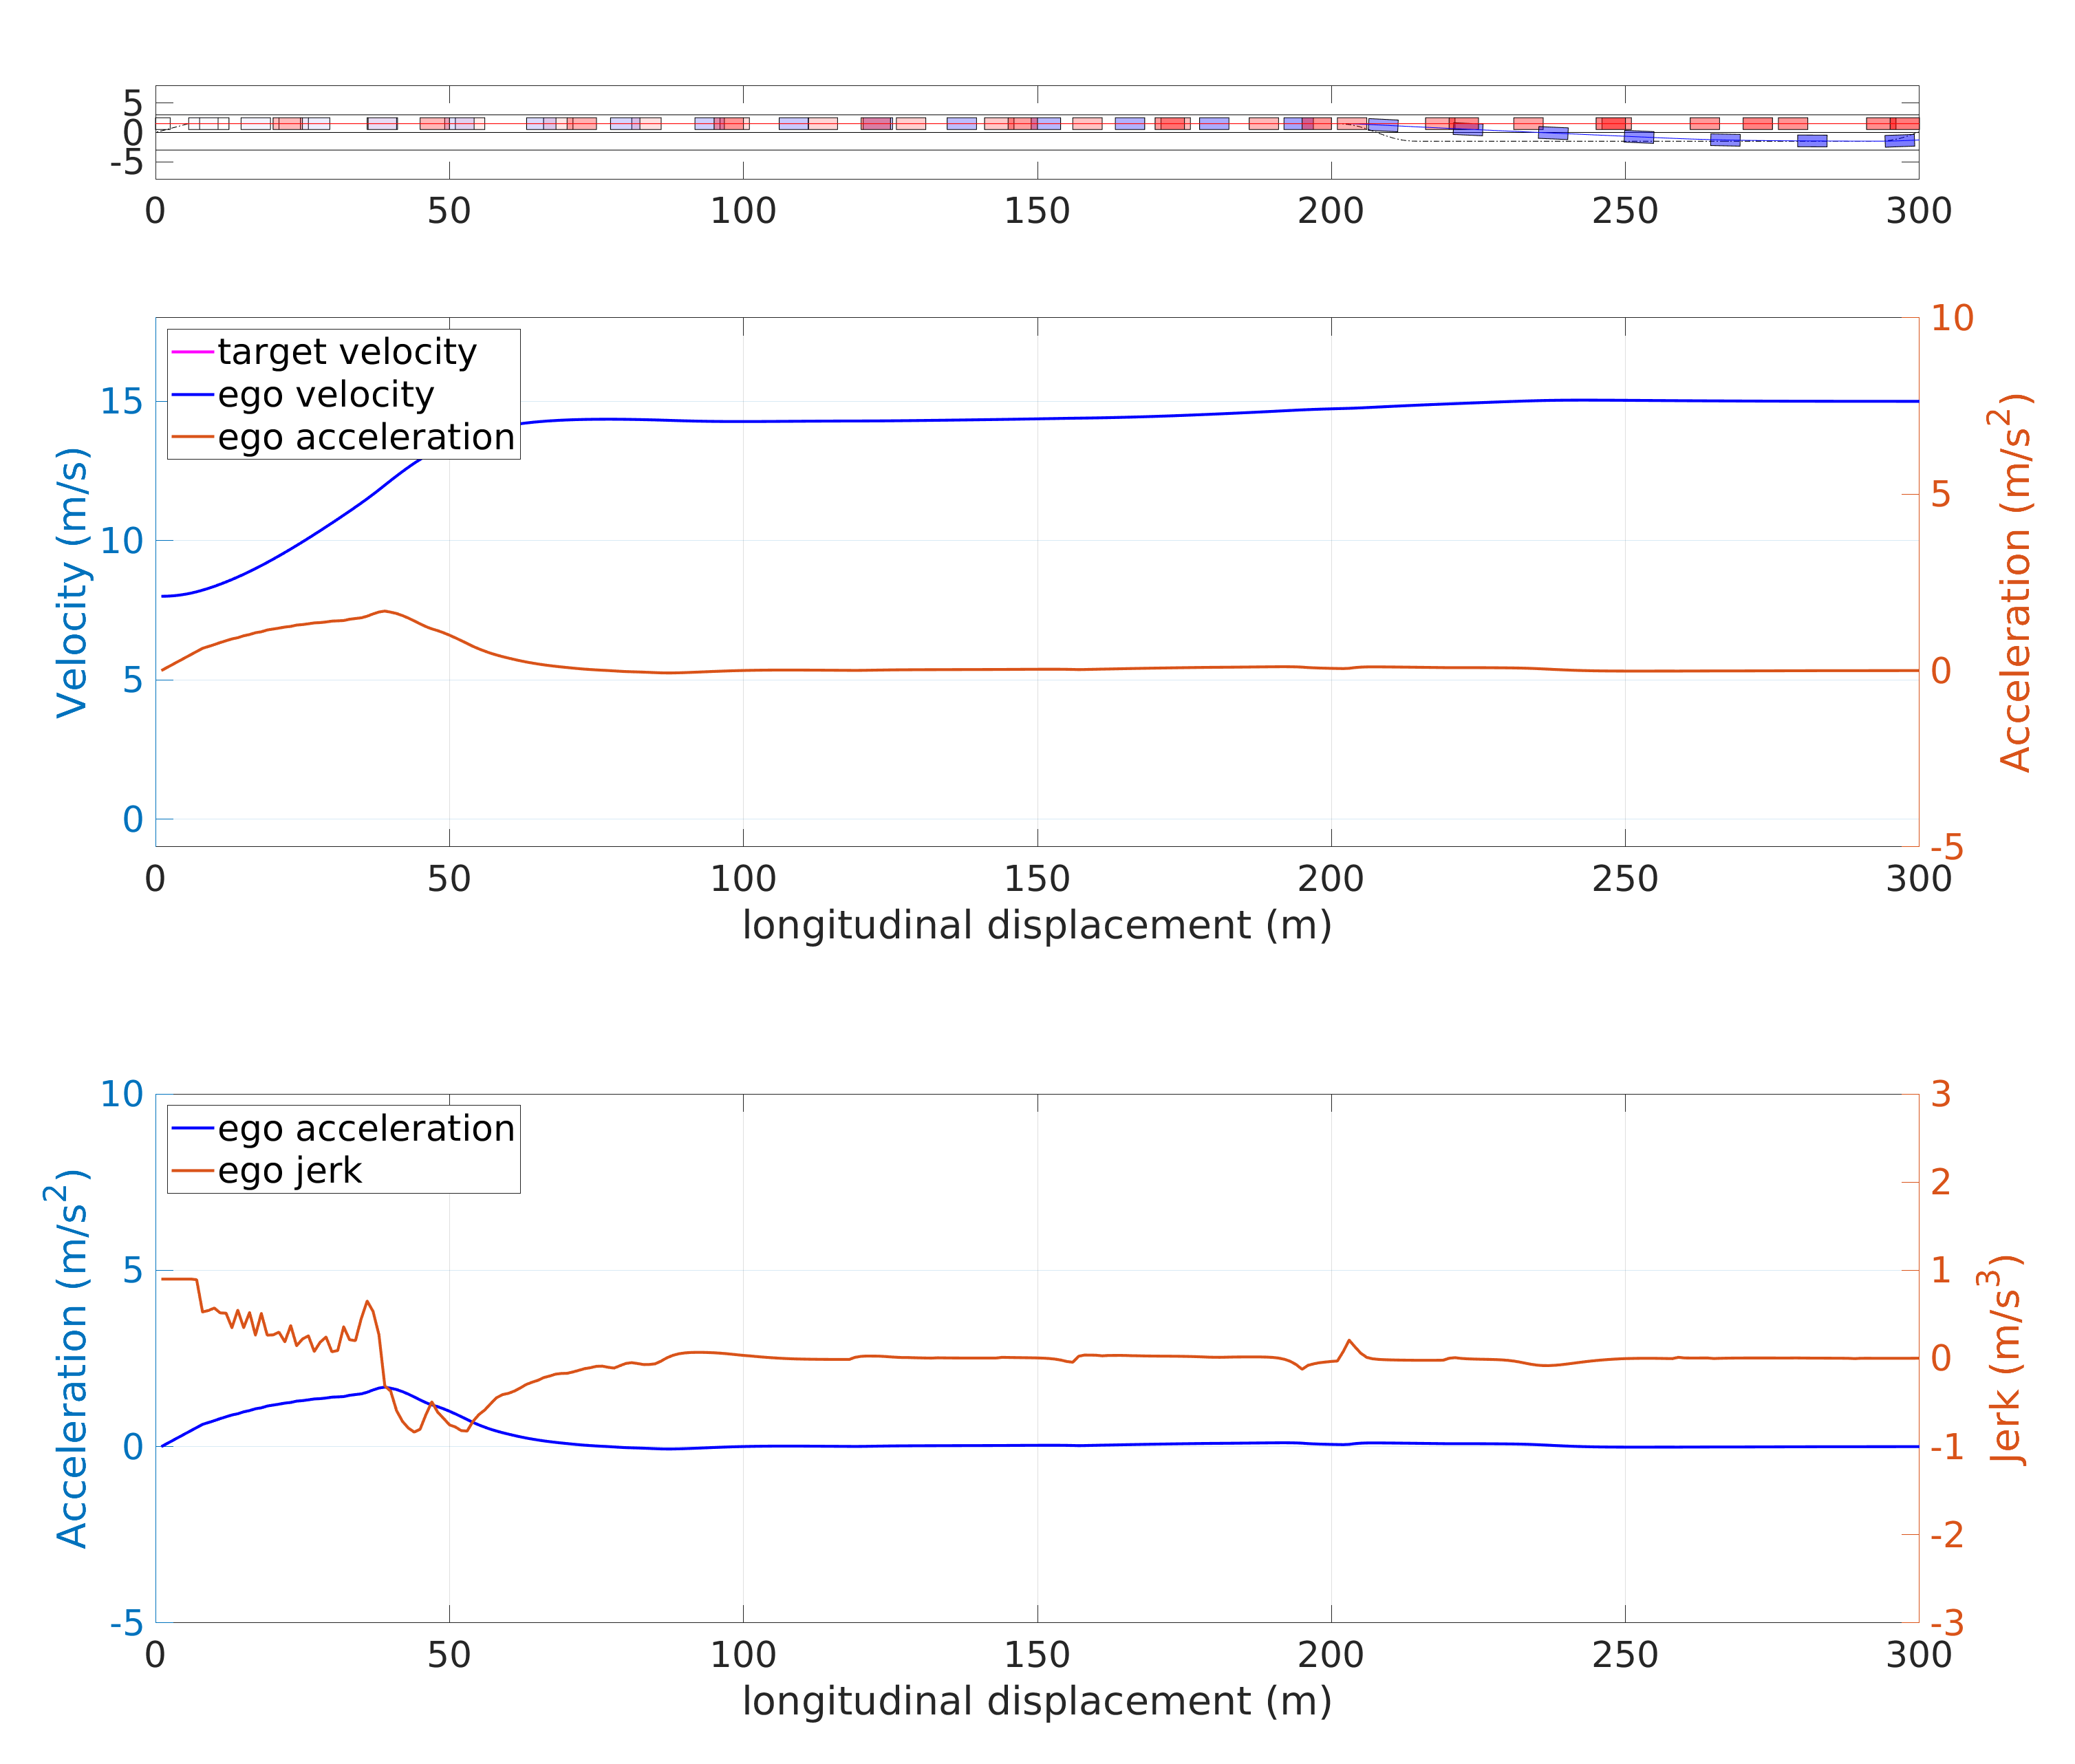 5
0
-5
0 50 100 150 200 250 300
10
5
0
-5
15
10
5
0
target velocity
ego velocity
ego acceleration
Velocity (m/s)
Acceleration (m/s²)
0 50 100 150 200 250 300
longitudinal displacement (m)
10
5
0
-5
3
2
1
0
-1
-2
-3
ego acceleration
ego jerk
Acceleration (m/s²)
Jerk (m/s³)
0 50 100 150 200 250 300
longitudinal displacement (m)